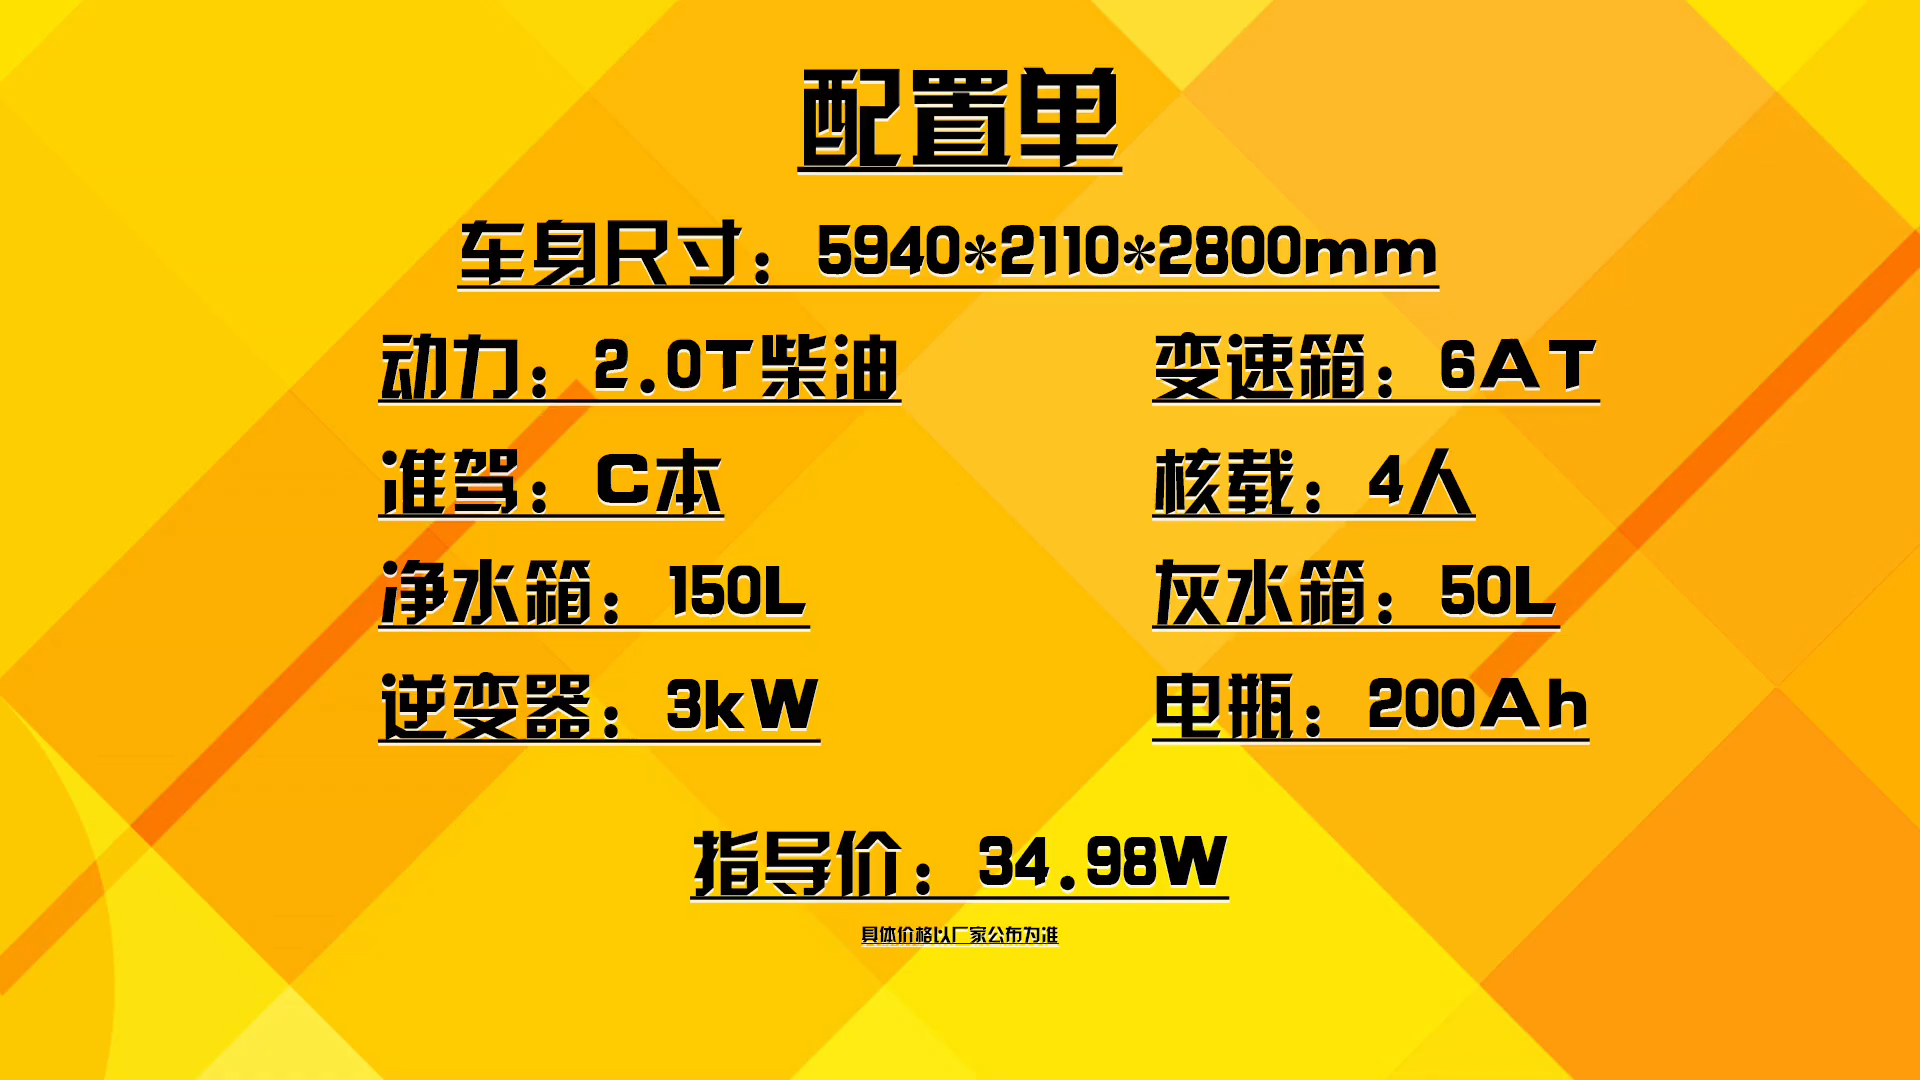 配置单
车身尺寸：5940*2110*2800mm
动力：2.0T柴油
变速箱：6AT
准驾：C本
核载：4人
净水箱：150L
灰水箱：50L
逆变器：3kW
电瓶：200Ah
指导价：34.98W
具体价格以厂家公布为准